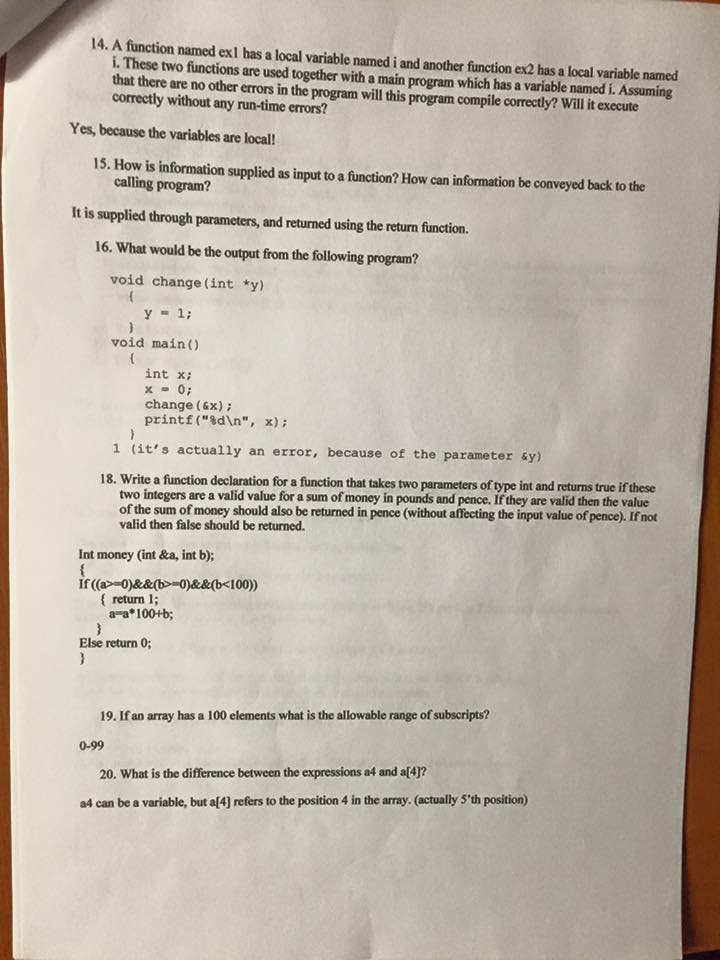 14. A function named ex1 has a local variable named i and another function ex2 has a local variable named
i. These two functions are used together with a main program which has a variable named i. Assuming
that there are no other errors in the program will this program compile correctly? Will it execute
correctly without any run-time errors?
Yes, because the variables are local!
15. How is information supplied as input to a function? How can information be conveyed back to the
calling program?
It is supplied through parameters, and returned using the return function.
16. What would be the output from the following program?
void change(int *y)
{
y = 1;
}
void main()
{
int x;
x = 0;
change(&x);
printf("%d\n", x);
}
1 (it's actually an error, because of the parameter &y)
18. Write a function declaration for a function that takes two parameters of type int and returns true if these
two integers are a valid value for a sum of money in pounds and pence. If they are valid then the value
of the sum of money should also be returned in pence (without affecting the input value of pence). If not
valid then false should be returned.
Int money (int &a, int b);
{
If ((a>=0)&&(b>=0)&&(b<100))
{ return 1;
a=a*100+b;
}
Else return 0;
}
19. If an array has a 100 elements what is the allowable range of subscripts?
0-99
20. What is the difference between the expressions a4 and a[4]?
a4 can be a variable, but a[4] refers to the position 4 in the array. (actually 5'th position)